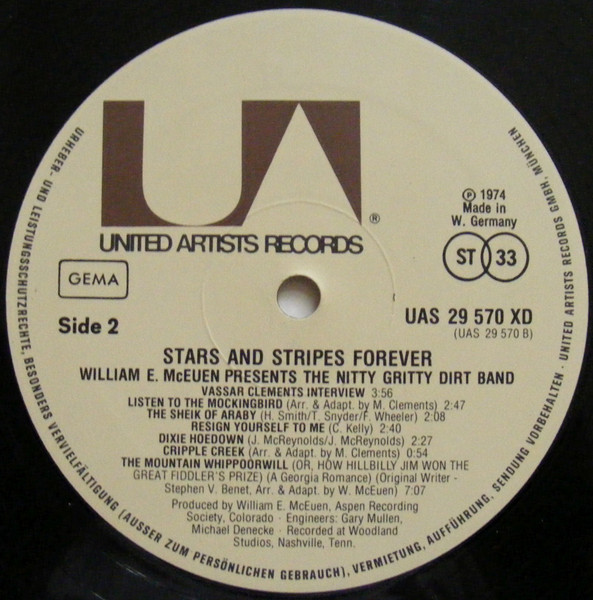 UA
®
UNITED ARTISTS RECORDS
Ⓟ 1974
Made in
W. Germany
GEMA
ST 33
Side 2
UAS 29 570 XD
(UAS 29 570 B)
STARS AND STRIPES FOREVER
WILLIAM E. McEUEN PRESENTS THE NITTY GRITTY DIRT BAND
VASSAR CLEMENTS INTERVIEW 3:56
LISTEN TO THE MOCKINGBIRD (Arr. & Adapt. by M. Clements) 2:47
THE SHEIK OF ARABY (H. Smith/T. Snyder/F. Wheeler) 2:08
RESIGN YOURSELF TO ME (C. Kelly) 2:40
DIXIE HOEDOWN (J. McReynolds/J. McReynolds) 2:27
CRIPPLE CREEK (Arr. & Adapt. by M. Clements) 0:54
THE MOUNTAIN WHIPPOORWILL (OR, HOW HILLBILLY JIM WON THE
GREAT FIDDLER'S PRIZE) (A Georgia Romance) (Original Writer -
Stephen V. Benet, Arr. & Adapt. by W. McEuen) 7:07
Produced by William E. McEuen, Aspen Recording
Society, Colorado · Engineers: Gary Mullen,
Michael Denecke · Recorded at Woodland
Studios, Nashville, Tenn.
URHEBER- UND LEISTUNGSSCHUTZRECHTE, BESONDERS VERVIELFÄLTIGUNG (AUSSER ZUM PERSÖNLICHEN GEBRAUCH), VERMIETUNG, AUFFÜHRUNG, SENDUNG VORBEHALTEN · UNITED ARTISTS RECORDS GMBH, MÜNCHEN